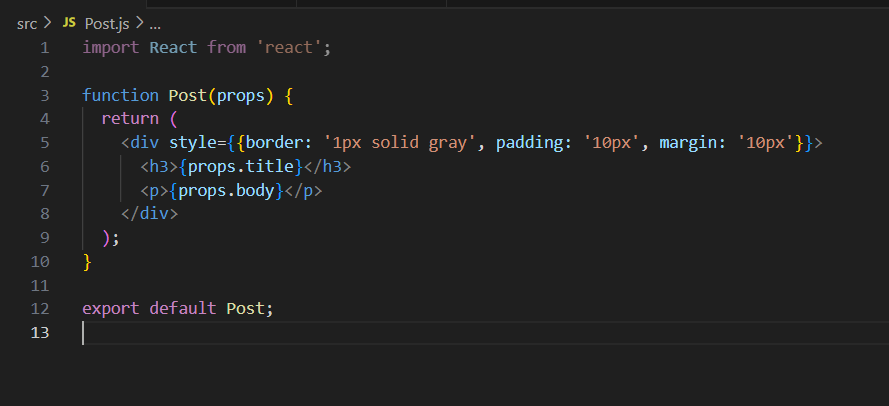 src > JS Post.js > ...
1 import React from 'react';
2
3 function Post(props) {
4   return (
5     <div style={{border: '1px solid gray', padding: '10px', margin: '10px'}}>
6       <h3>{props.title}</h3>
7       <p>{props.body}</p>
8     </div>
9   );
10 }
11
12 export default Post;
13